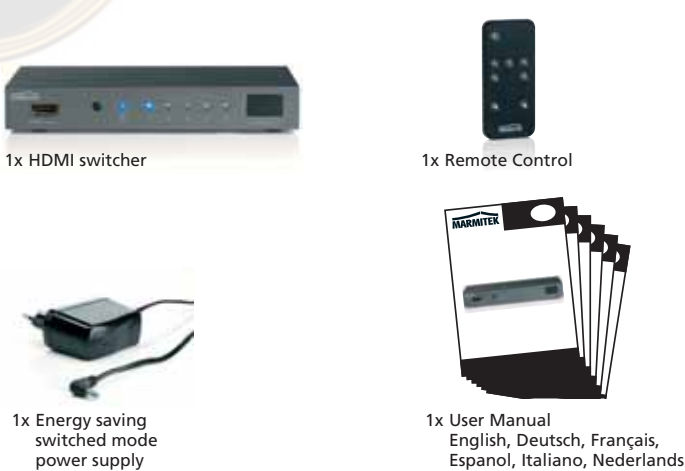 1x HDMI switcher
1x Remote Control
MARMITEK
1x Energy saving
switched mode
power supply
1x User Manual
English, Deutsch, Français,
Espanol, Italiano, Nederlands